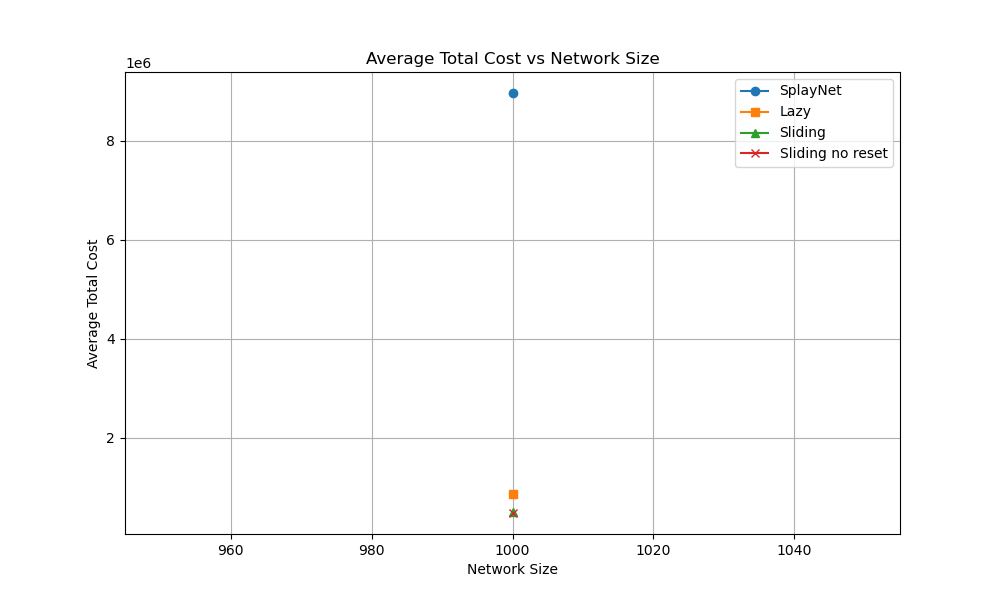 Average Total Cost vs Network Size
1e6
SplayNet
Lazy
Sliding
Sliding no reset
8
6
4
2
Average Total Cost
960 980 1000 1020 1040
Network Size